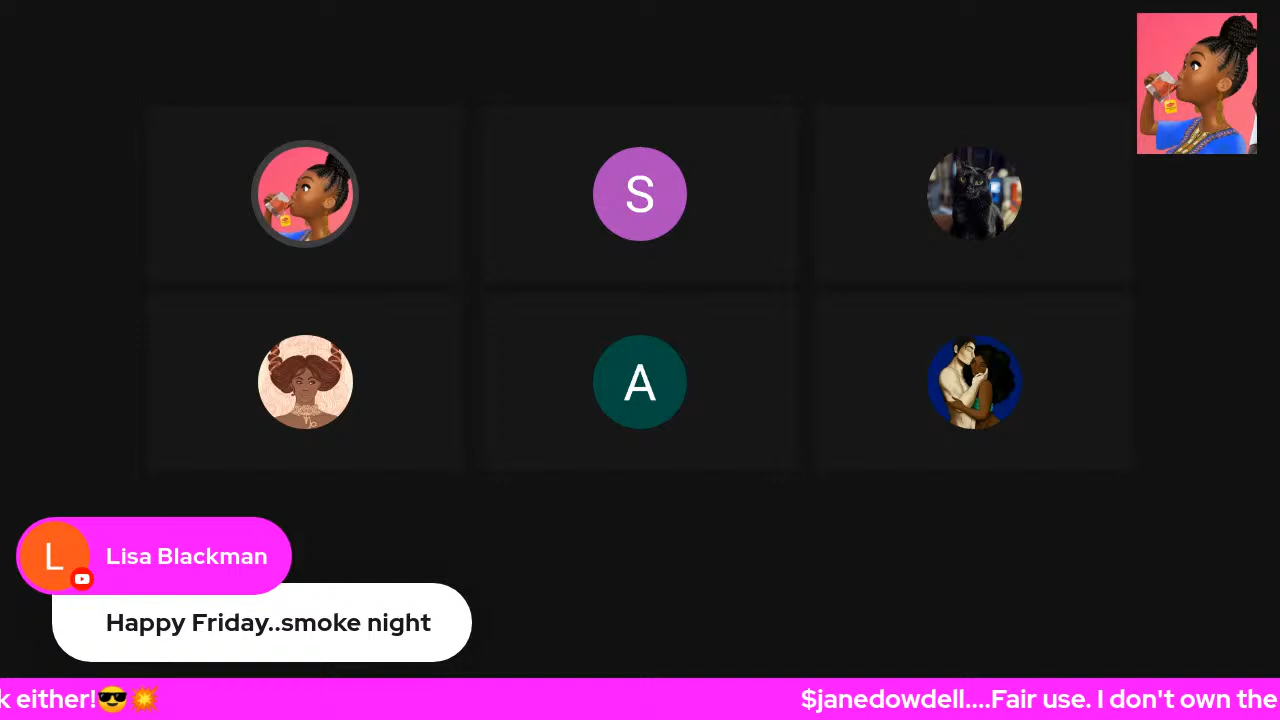 S
A
L
Lisa Blackman
Happy Friday..smoke night
k either!😎💥 $janedowdell....Fair use. I don't own the